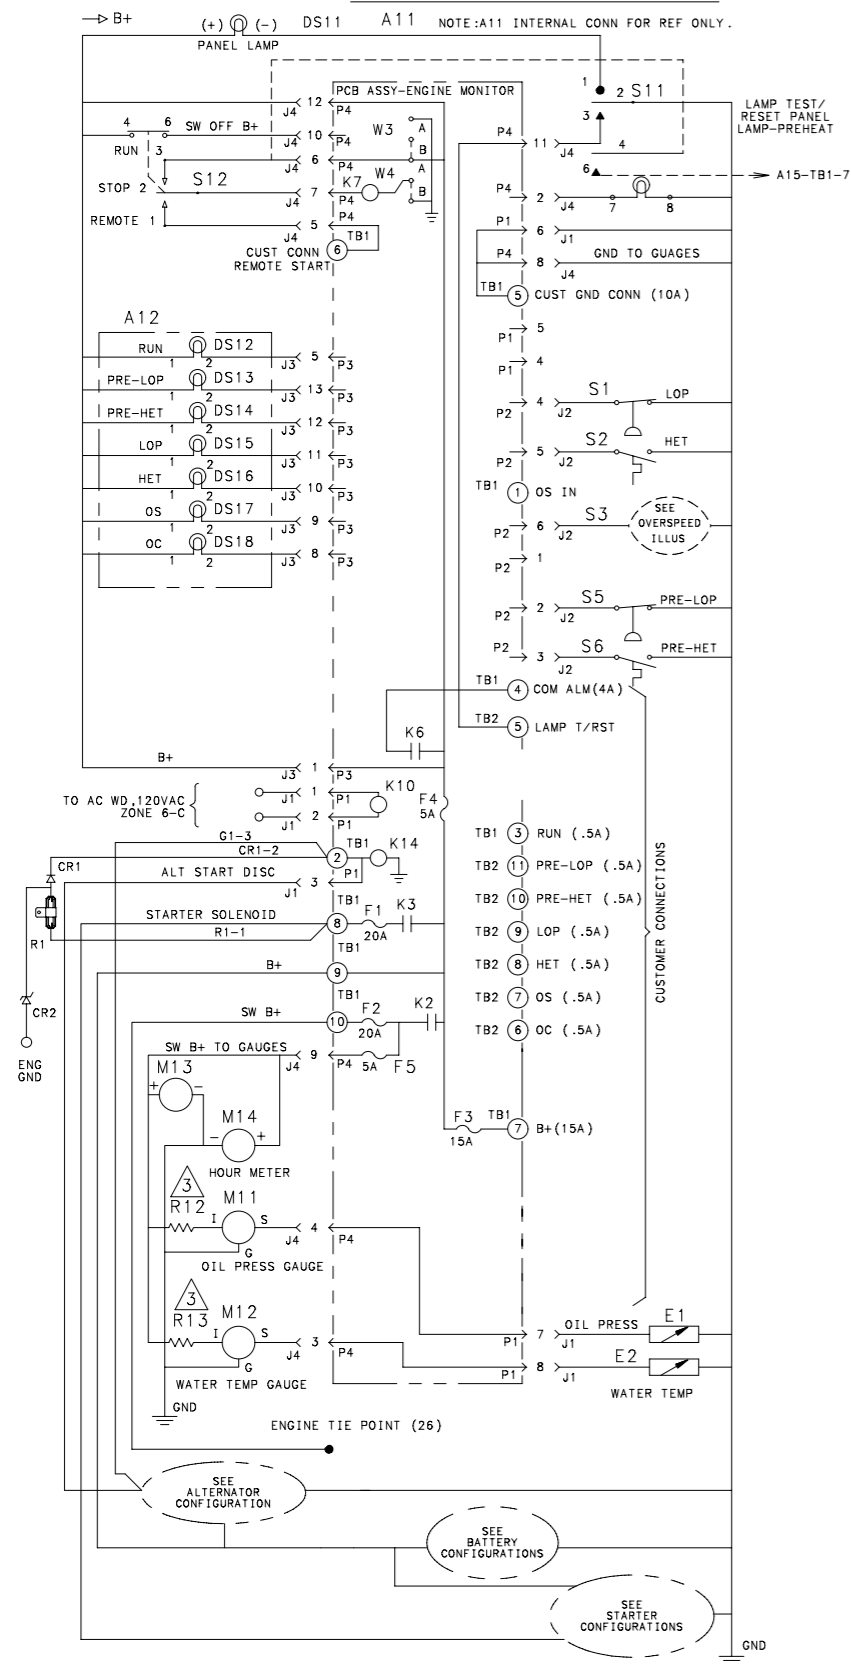 B+
(+) (-) DS11 A11 NOTE:A11 INTERNAL CONN FOR REF ONLY.
PANEL LAMP
PCB ASSY-ENGINE MONITOR
1
2 S11
3
4
LAMP TEST/
RESET PANEL
LAMP-PREHEAT
J4 12 P4
4 6 SW OFF B+ J4 10 P4
RUN 3
J4 6 P4
W3 A
B
P4 11 J4
6 A15-TB1-7
STOP 2 S12 J4 7 P4 K7 W4 A
B
P4 2 J4 7 8
REMOTE 1 J4 5 P4
TB1
6
CUST CONN
REMOTE START
P1 6 J1
P4 8 J4 GND TO GUAGES
TB1 5 CUST GND CONN (10A)
P1 5
P1 4
A12
RUN 1 2 DS12 J3 5 P3
PRE-LOP 1 2 DS13 J3 13 P3
PRE-HET 1 2 DS14 J3 12 P3
LOP 1 2 DS15 J3 11 P3
HET 1 2 DS16 J3 10 P3
OS 1 2 DS17 J3 9 P3
OC 1 2 DS18 J3 8 P3
P2 4 J2 S1 LOP
P2 5 J2 S2 HET
TB1 1 OS IN
P2 6 J2 S3
SEE
OVERSPEED
ILLUS
P2 1
P2 2 J2 S5 PRE-LOP
P2 3 J2 S6 PRE-HET
TB1 4 COM ALM(4A)
TB2 5 LAMP T/RST
K6
B+ J3 1 P3
TO AC WD,120VAC
ZONE 6-C
J1 1 P1 K10
J1 2 P1
F4
5A
G1-3
CR1-2 2 TB1 K14
CR1
ALT START DISC J1 3 P1
TB1
STARTER SOLENOID 8 F1 K3
20A
R1 R1-1
TB1
B+ 9
TB1
SW B+ 10 F2 K2
20A
CR2
ENG
GND
SW B+ TO GAUGES J4 9 P4 5A F5
M13
+ -
M14
- +
HOUR METER
F3 TB1
15A
7 B+(15A)
TB1 3 RUN (.5A)
TB2 11 PRE-LOP (.5A)
TB2 10 PRE-HET (.5A)
TB2 9 LOP (.5A)
TB2 8 HET (.5A)
TB2 7 OS (.5A)
TB2 6 OC (.5A)
CUSTOMER CONNECTIONS
3
R12 I M11 S J4 4 P4
G
OIL PRESS GAUGE
3
R13 I M12 S J4 3 P4
G
WATER TEMP GAUGE
GND
P1 7 J1 OIL PRESS E1
P1 8 J1 E2
WATER TEMP
ENGINE TIE POINT (26)
SEE
ALTERNATOR
CONFIGURATION
SEE
BATTERY
CONFIGURATIONS
SEE
STARTER
CONFIGURATIONS
GND